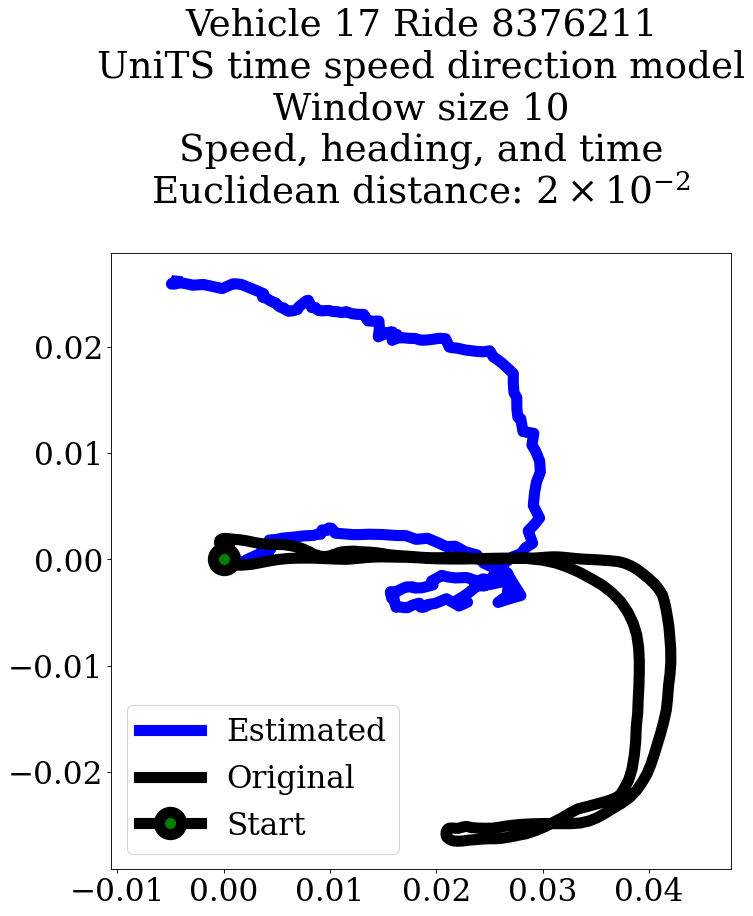 Vehicle 17 Ride 8376211
UniTS time speed direction model
Window size 10
Speed, heading, and time
Euclidean distance: 2 × 10⁻²
0.02
0.01
0.00
−0.01
−0.02
Estimated
Original
Start
−0.01 0.00 0.01 0.02 0.03 0.04